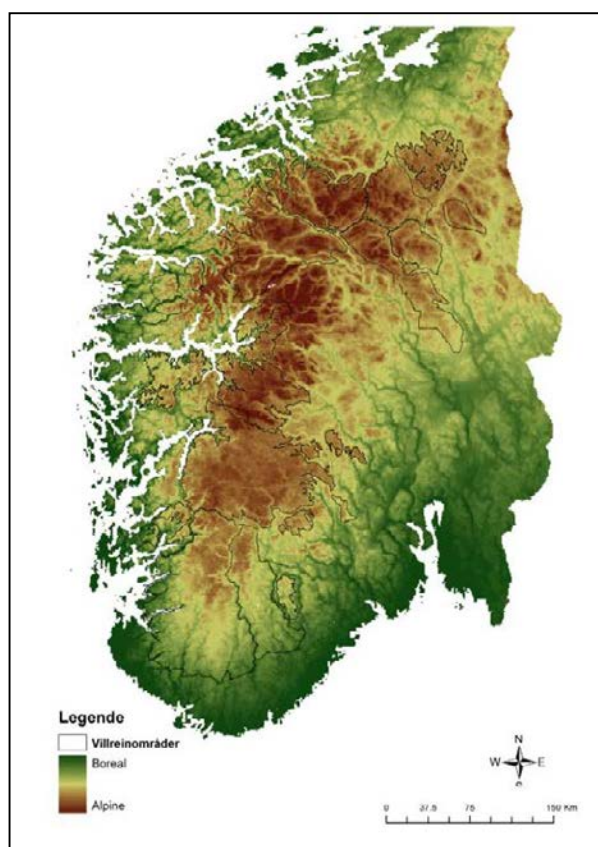 Legende
Villreinområder
Boreal
Alpine
N
W E
S
0 37.5 75 150 Km